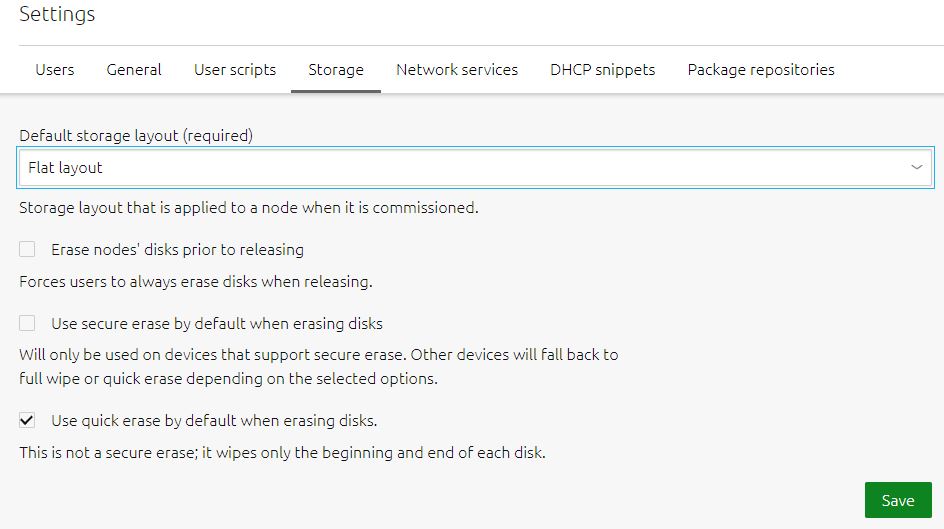 Settings
Users General User scripts Storage Network services DHCP snippets Package repositories
Default storage layout (required)
Flat layout
Storage layout that is applied to a node when it is commissioned.
Erase nodes' disks prior to releasing
Forces users to always erase disks when releasing.
Use secure erase by default when erasing disks
Will only be used on devices that support secure erase. Other devices will fall back to
full wipe or quick erase depending on the selected options.
Use quick erase by default when erasing disks.
This is not a secure erase; it wipes only the beginning and end of each disk.
Save